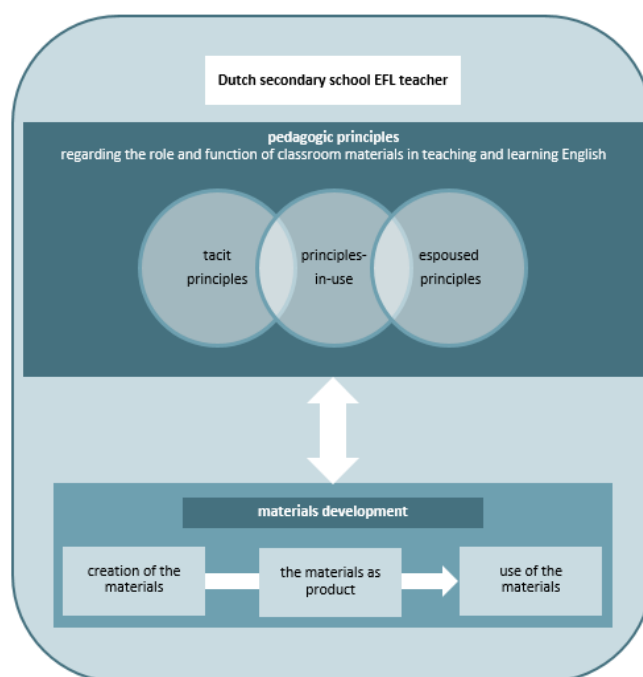 Dutch secondary school EFL teacher
pedagogic principles
regarding the role and function of classroom materials in teaching and learning English
tacit
principles
principles-
in-use
espoused
principles
materials development
creation of the
materials
the materials as
product
use of the
materials